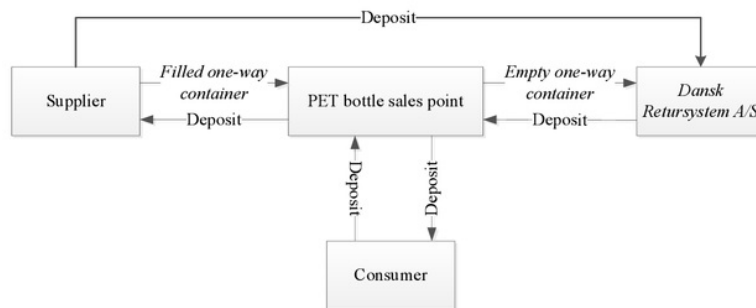 Deposit
Filled one-way
container
Supplier
Deposit
PET bottle sales point
Empty one-way
container
Deposit
Dansk
Retursystem A/S
Deposit
Deposit
Consumer